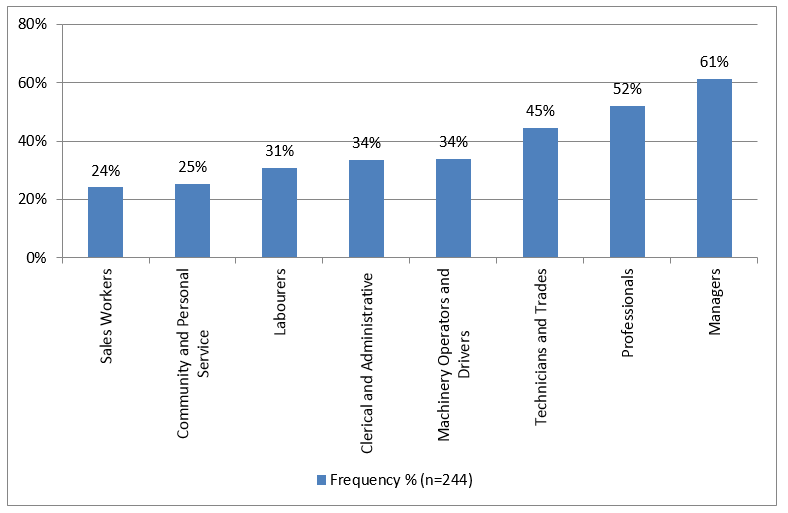 80%
60%
40%
20%
0%
24%
25%
31%
34%
34%
45%
52%
61%
Sales Workers
Community and Personal
Service
Labourers
Clerical and Administrative
Machinery Operators and
Drivers
Technicians and Trades
Professionals
Managers
Frequency % (n=244)